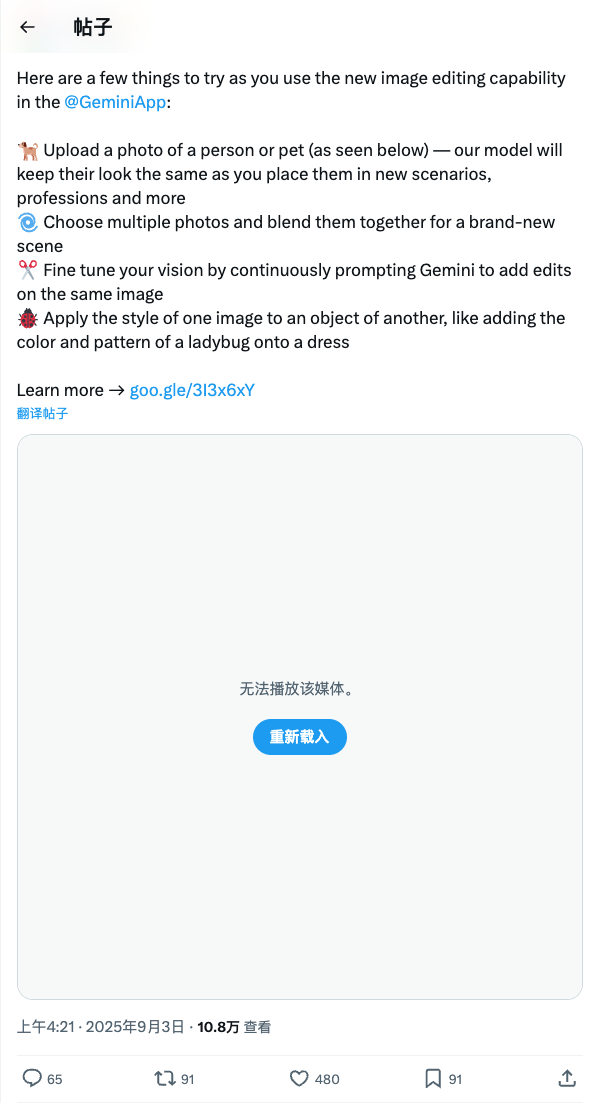 帖子
Here are a few things to try as you use the new image editing capability
in the @GeminiApp:
🐕 Upload a photo of a person or pet (as seen below) — our model will
keep their look the same as you place them in new scenarios,
professions and more
🌀 Choose multiple photos and blend them together for a brand-new
scene
✂️ Fine tune your vision by continuously prompting Gemini to add edits
on the same image
🐞 Apply the style of one image to an object of another, like adding the
color and pattern of a ladybug onto a dress
Learn more → goo.gle/3I3x6xY
翻译帖子
无法播放该媒体。
重新载入
上午4:21 · 2025年9月3日 · 10.8万 查看
65 91 480 91